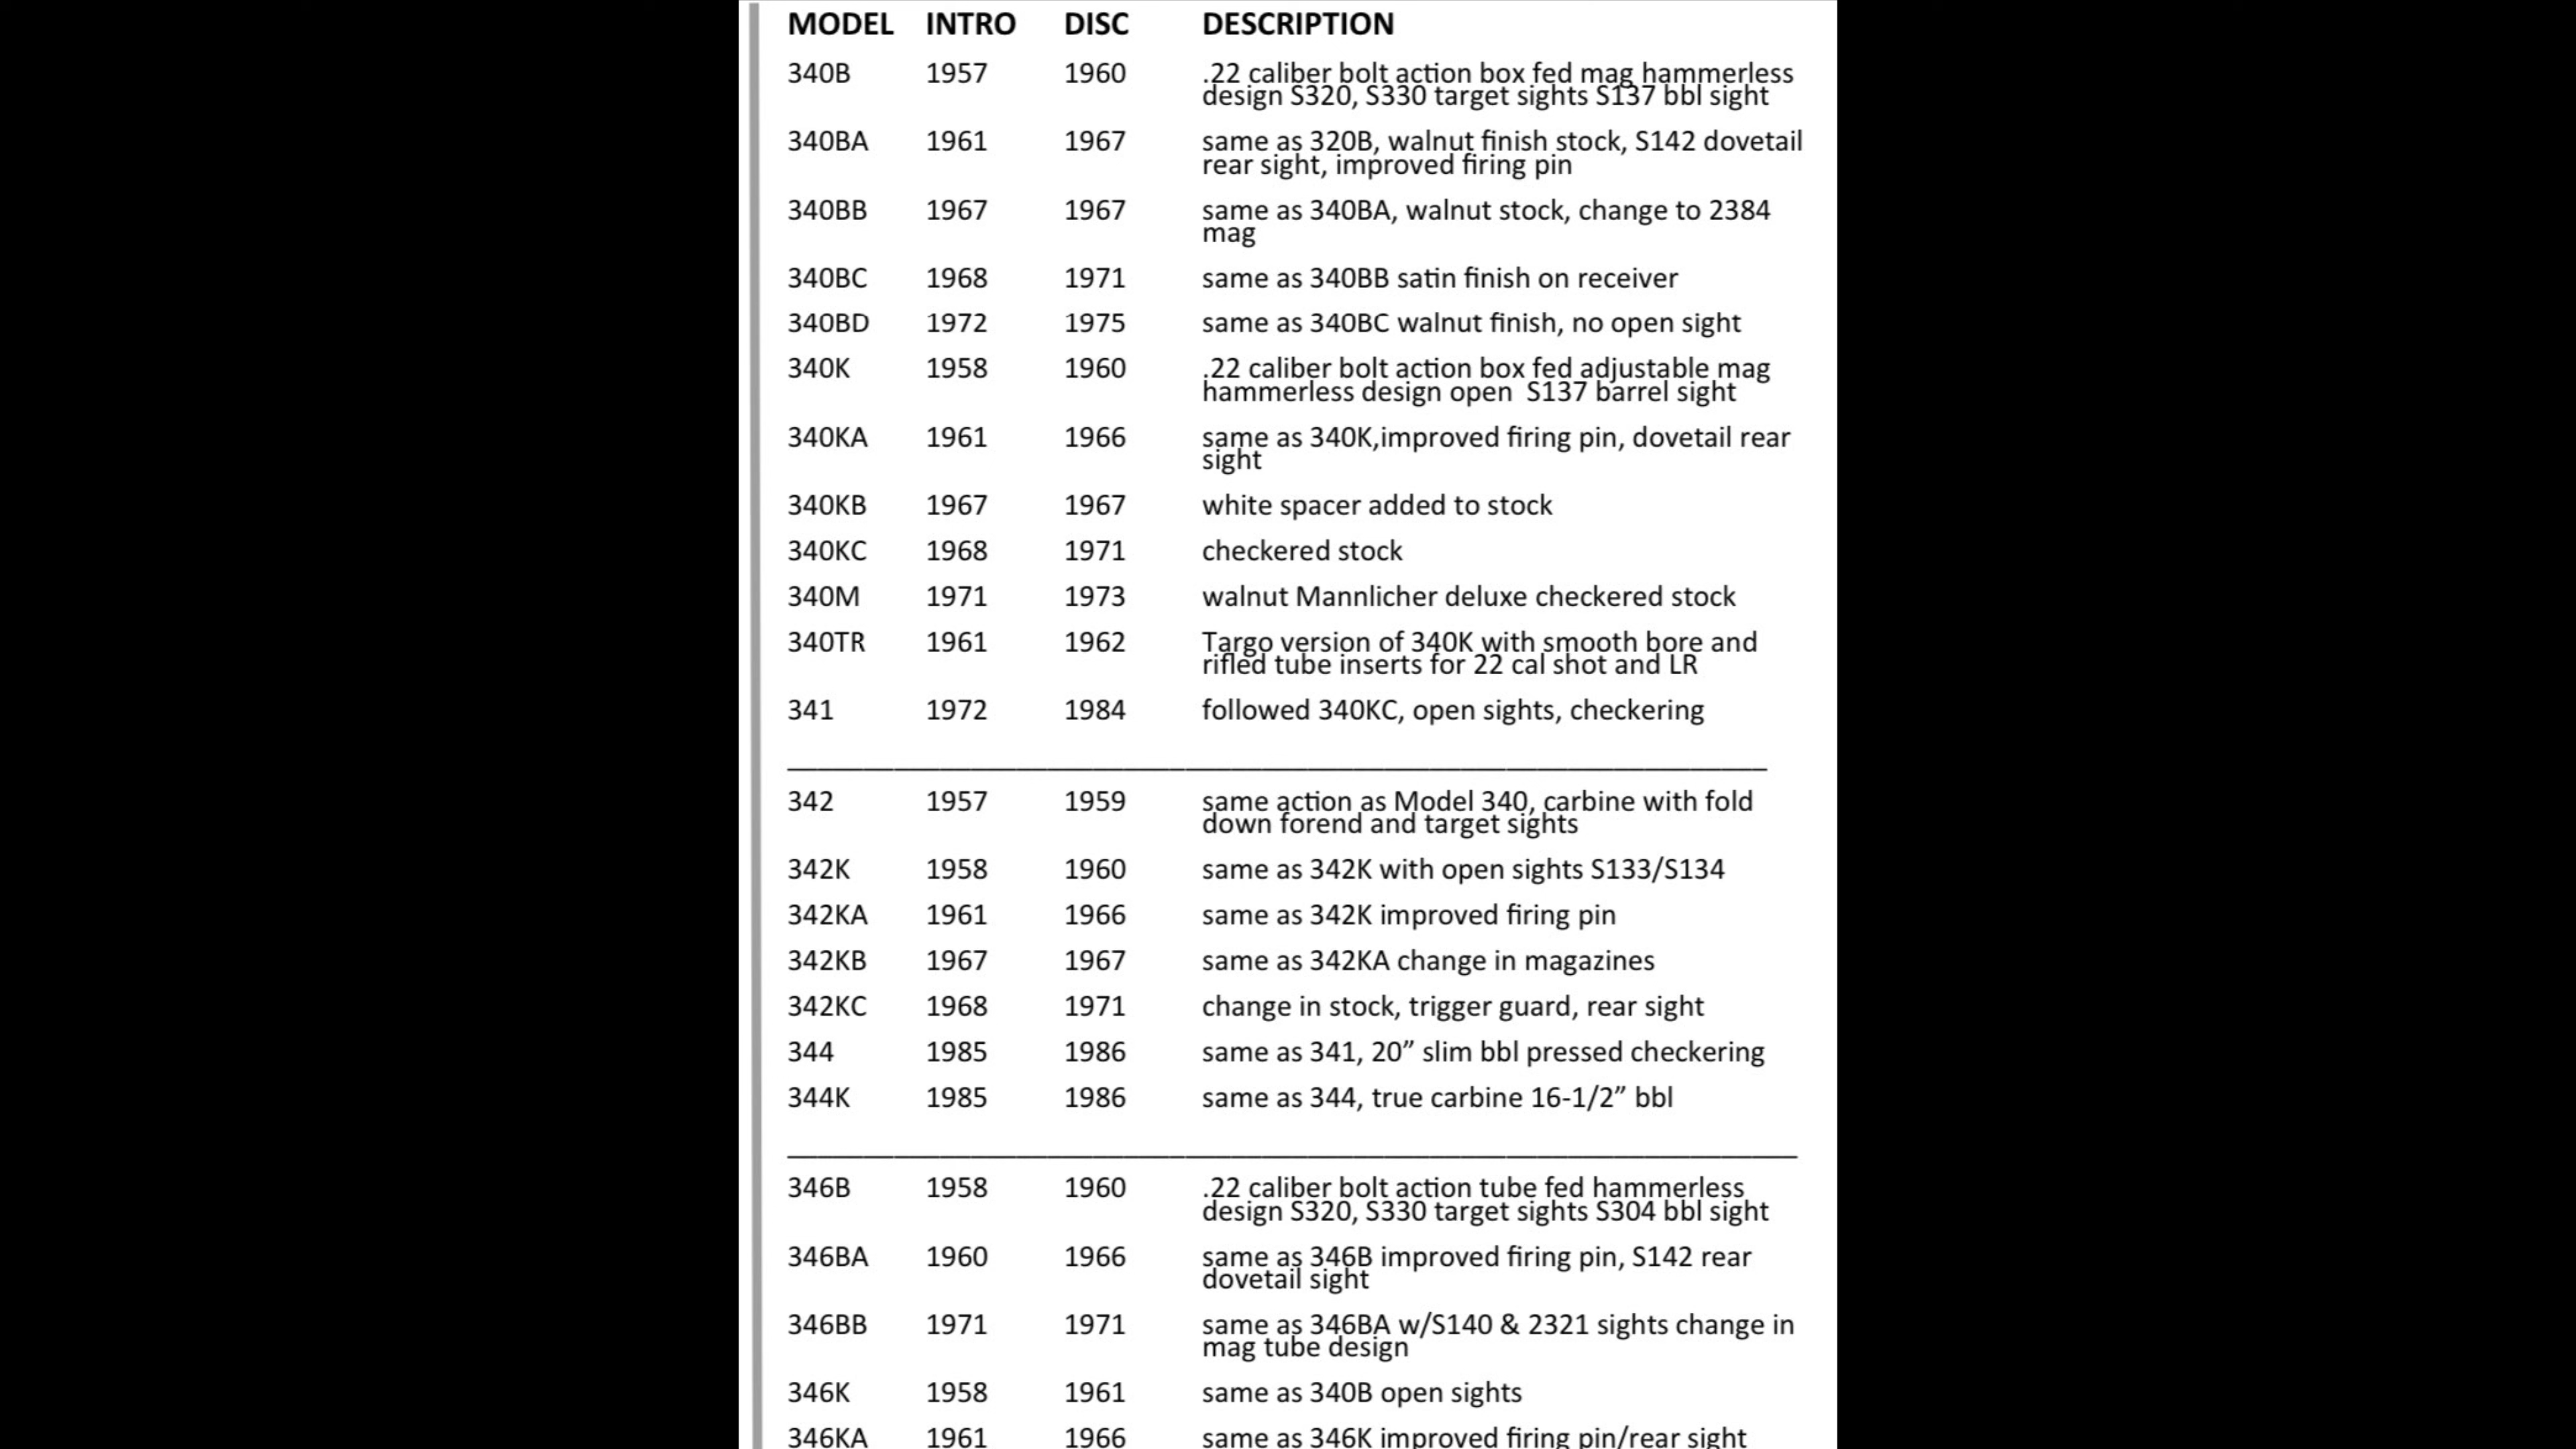 MODEL INTRO DISC DESCRIPTION
340B 1957 1960 .22 caliber bolt action box fed mag hammerless
design S320, S330 target sights S137 bbl sight
340BA 1961 1967 same as 320B, walnut finish stock, S142 dovetail
rear sight, improved firing pin
340BB 1967 1967 same as 340BA, walnut stock, change to 2384
mag
340BC 1968 1971 same as 340BB satin finish on receiver
340BD 1972 1975 same as 340BC walnut finish, no open sight
340K 1958 1960 .22 caliber bolt action box fed adjustable mag
hammerless design open S137 barrel sight
340KA 1961 1966 same as 340K,improved firing pin, dovetail rear
sight
340KB 1967 1967 white spacer added to stock
340KC 1968 1971 checkered stock
340M 1971 1973 walnut Mannlicher deluxe checkered stock
340TR 1961 1962 Targo version of 340K with smooth bore and
rifled tube inserts for 22 cal shot and LR
341 1972 1984 followed 340KC, open sights, checkering
342 1957 1959 same action as Model 340, carbine with fold
down forend and target sights
342K 1958 1960 same as 342K with open sights S133/S134
342KA 1961 1966 same as 342K improved firing pin
342KB 1967 1967 same as 342KA change in magazines
342KC 1968 1971 change in stock, trigger guard, rear sight
344 1985 1986 same as 341, 20” slim bbl pressed checkering
344K 1985 1986 same as 344, true carbine 16-1/2” bbl
346B 1958 1960 .22 caliber bolt action tube fed hammerless
design S320, S330 target sights S304 bbl sight
346BA 1960 1966 same as 346B improved firing pin, S142 rear
dovetail sight
346BB 1971 1971 same as 346BA w/S140 & 2321 sights change in
mag tube design
346K 1958 1961 same as 340B open sights
346KA 1961 1966 same as 346K improved firing pin/rear sight